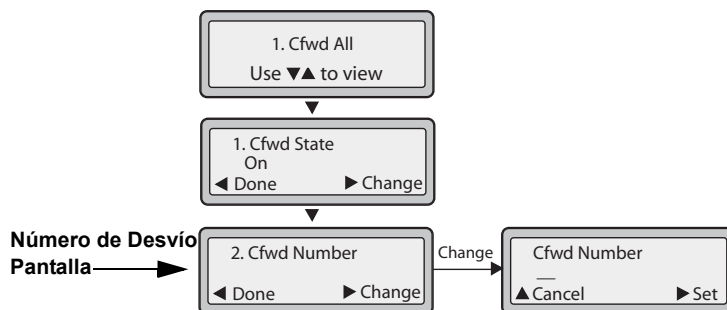 1. Cfwd All
Use ▼▲ to view
▼
1. Cfwd State
On
◀ Done ▶ Change
▼
Número de Desvío
Pantalla
2. Cfwd Number
◀ Done ▶ Change
Change
Cfwd Number
__
▲ Cancel ▶ Set